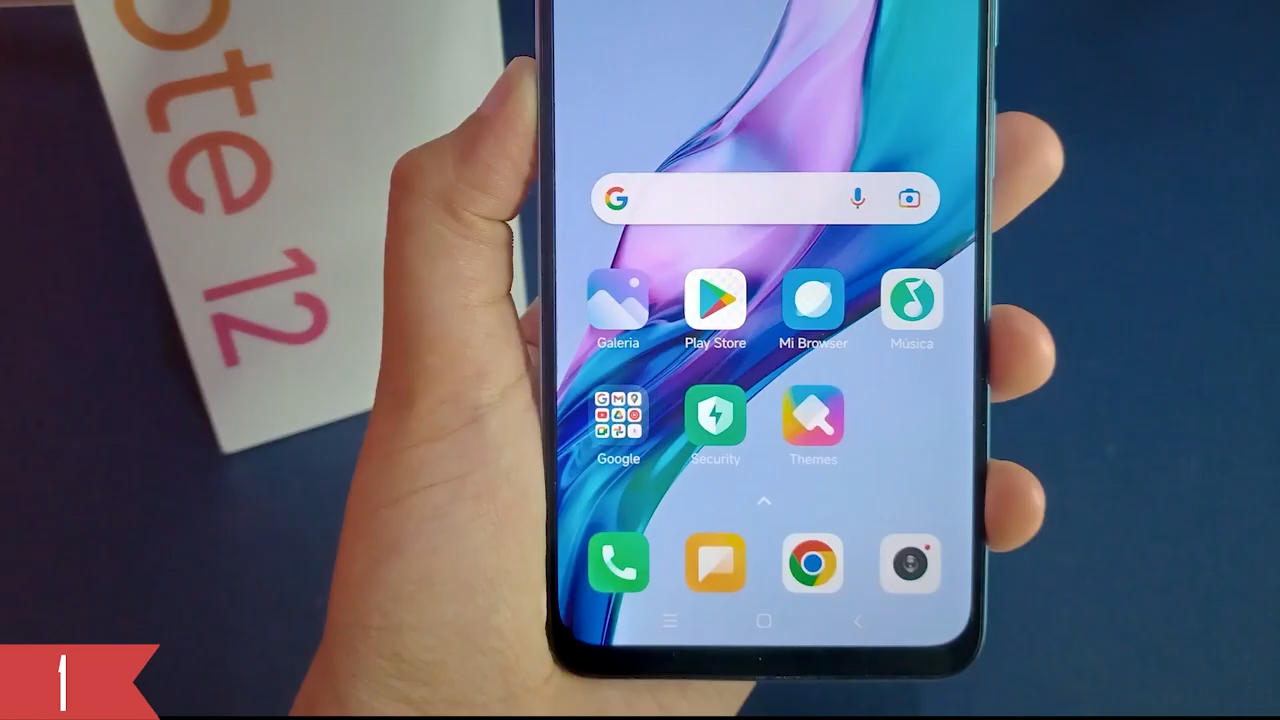 ote 12
Galeria
Play Store
Mi Browser
Música
Google
Security
Themes
1